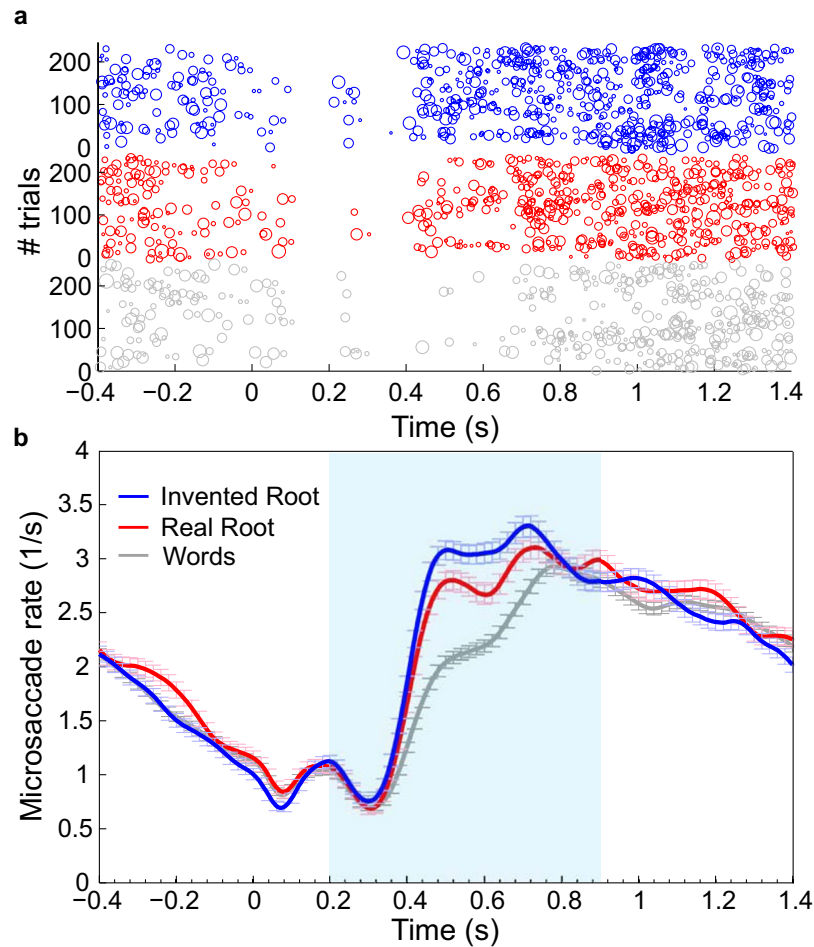 a
# trials
200
100
0
200
100
0
200
100
0
−0.4 −0.2 0 0.2 0.4 0.6 0.8 1 1.2 1.4
Time (s)
b
Microsaccade rate (1/s)
4
3.5
3
2.5
2
1.5
1
0.5
0
Invented Root
Real Root
Words
−0.4 −0.2 0 0.2 0.4 0.6 0.8 1 1.2 1.4
Time (s)